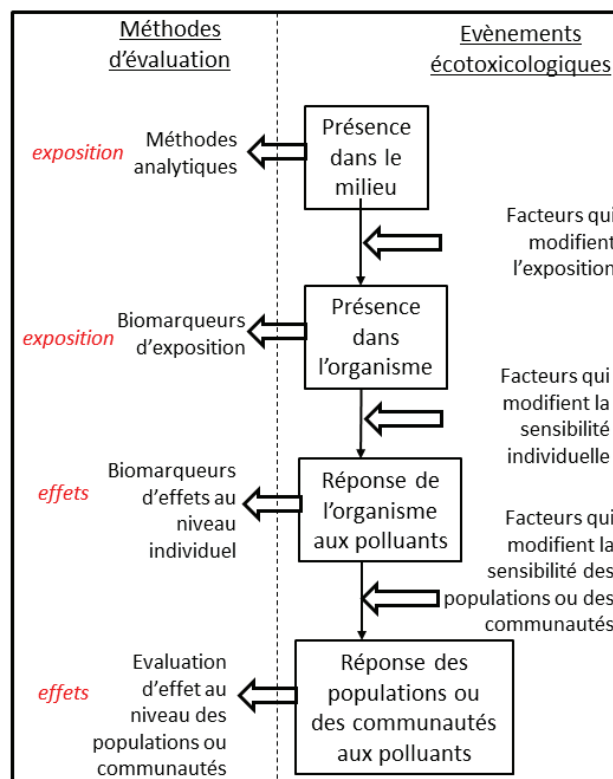 Méthodes
d'évaluation
Evènements
écotoxicologiques
exposition
Méthodes
analytiques
Présence
dans le
milieu
Facteurs qui
modifient
l'exposition
exposition
Biomarqueurs
d'exposition
Présence
dans
l'organisme
Facteurs qui
modifient la
sensibilité
individuelle
effets
Biomarqueurs
d'effets au
niveau
individuel
Réponse de
l'organisme
aux polluants
Facteurs qui
modifient la
sensibilité des
populations ou des
communautés
effets
Evaluation
d'effet au
niveau des
populations ou
communautés
Réponse des
populations ou
des communautés
aux polluants